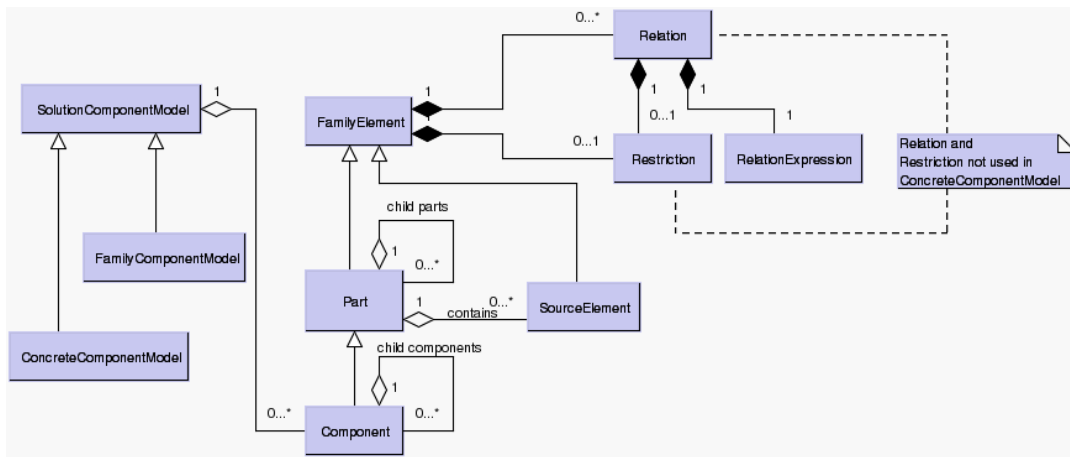 0...*
Relation
SolutionComponentModel
1
FamilyElement
1
1
1
1
0...1
1
0...1
Restriction
RelationExpression
Relation and
Restriction not used in
ConcreteComponentModel
child parts
FamilyComponentModel
1
0...*
Part
1
0...*
contains
SourceElement
ConcreteComponentModel
child components
1
0...*
0...*
Component